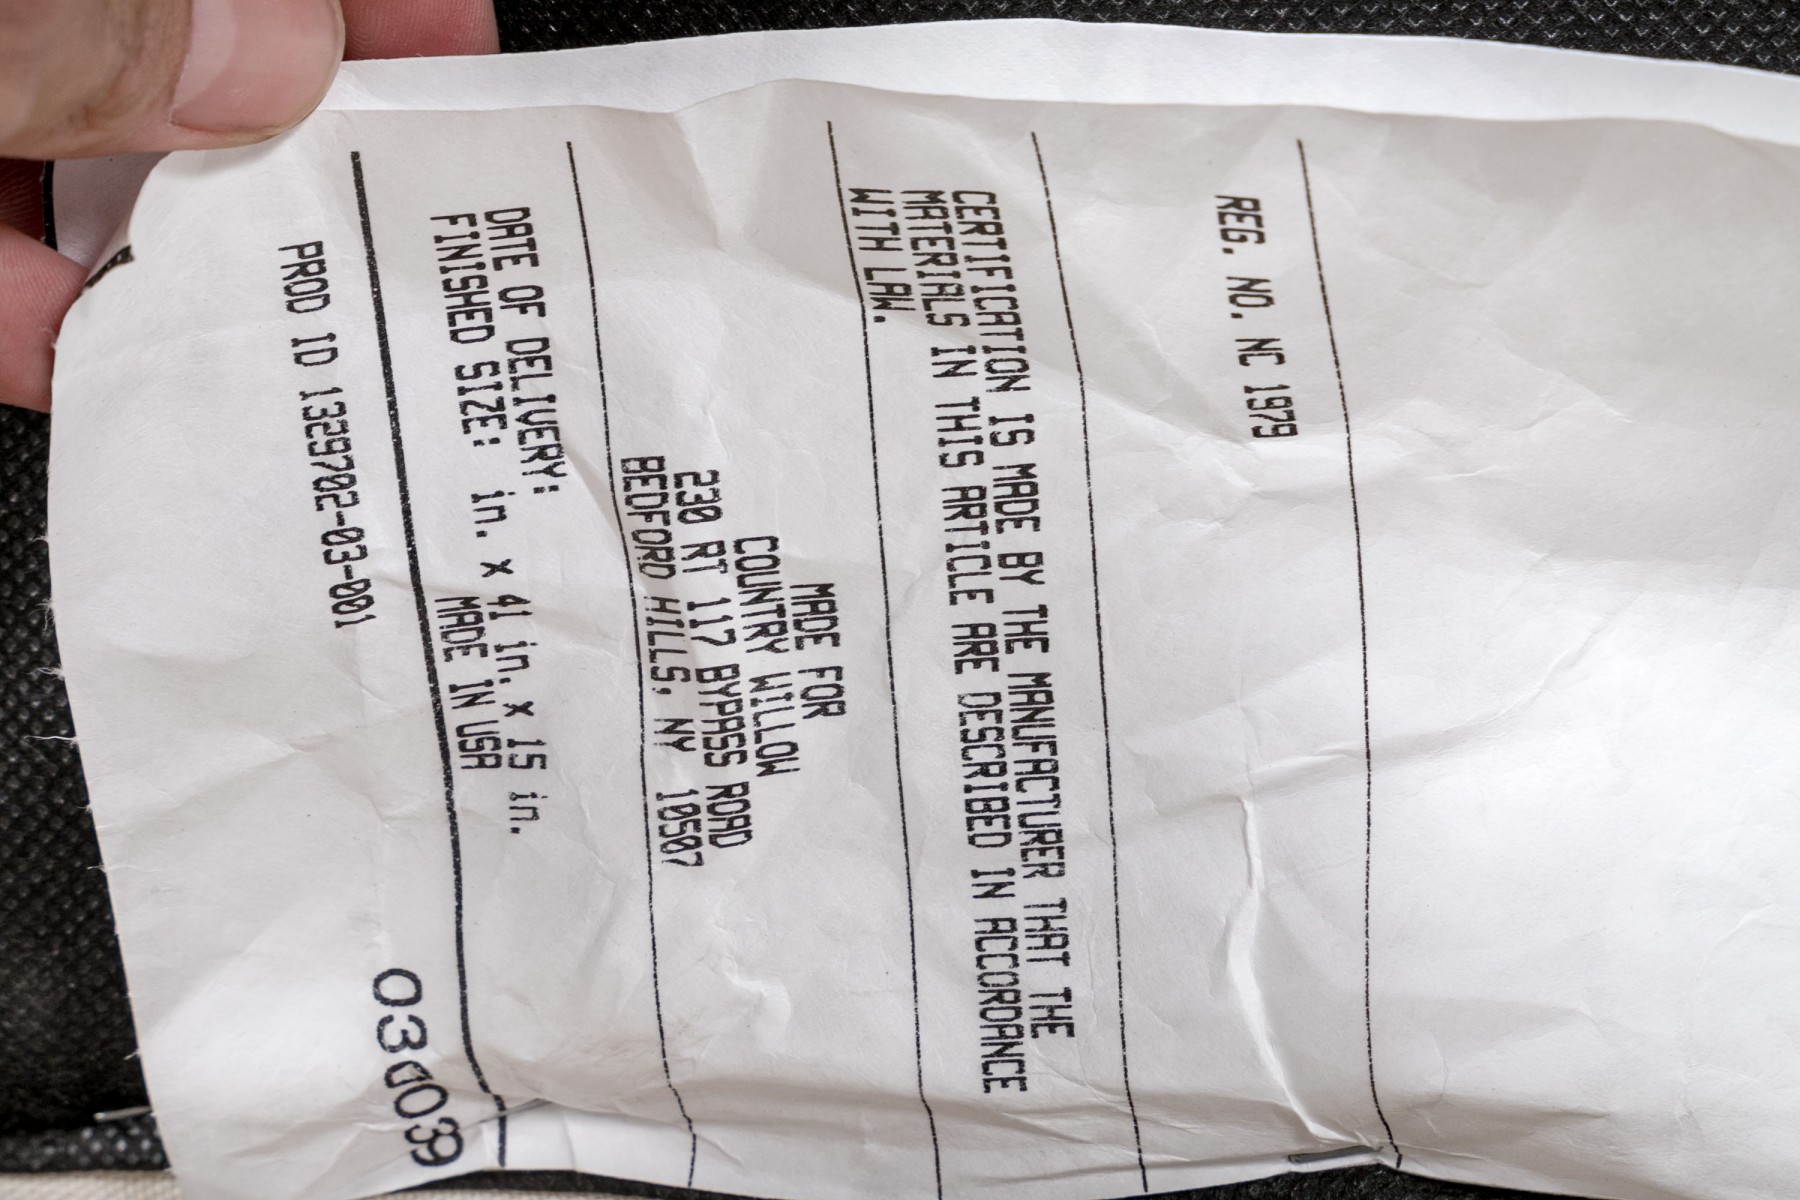 REG. NO. NC 1979
CERTIFICATION IS MADE BY THE MANUFACTURER THAT THE
MATERIALS IN THIS ARTICLE ARE DESCRIBED IN ACCORDANCE
WITH LAW.
MADE FOR
COUNTRY WILLOW
230 RT 117 BYPASS ROAD
BEDFORD HILLS, NY 10507
DATE OF DELIVERY:
FINISHED SIZE: in. x 41 in. x 15 in.
MADE IN USA
PROD ID 1329702-03-001